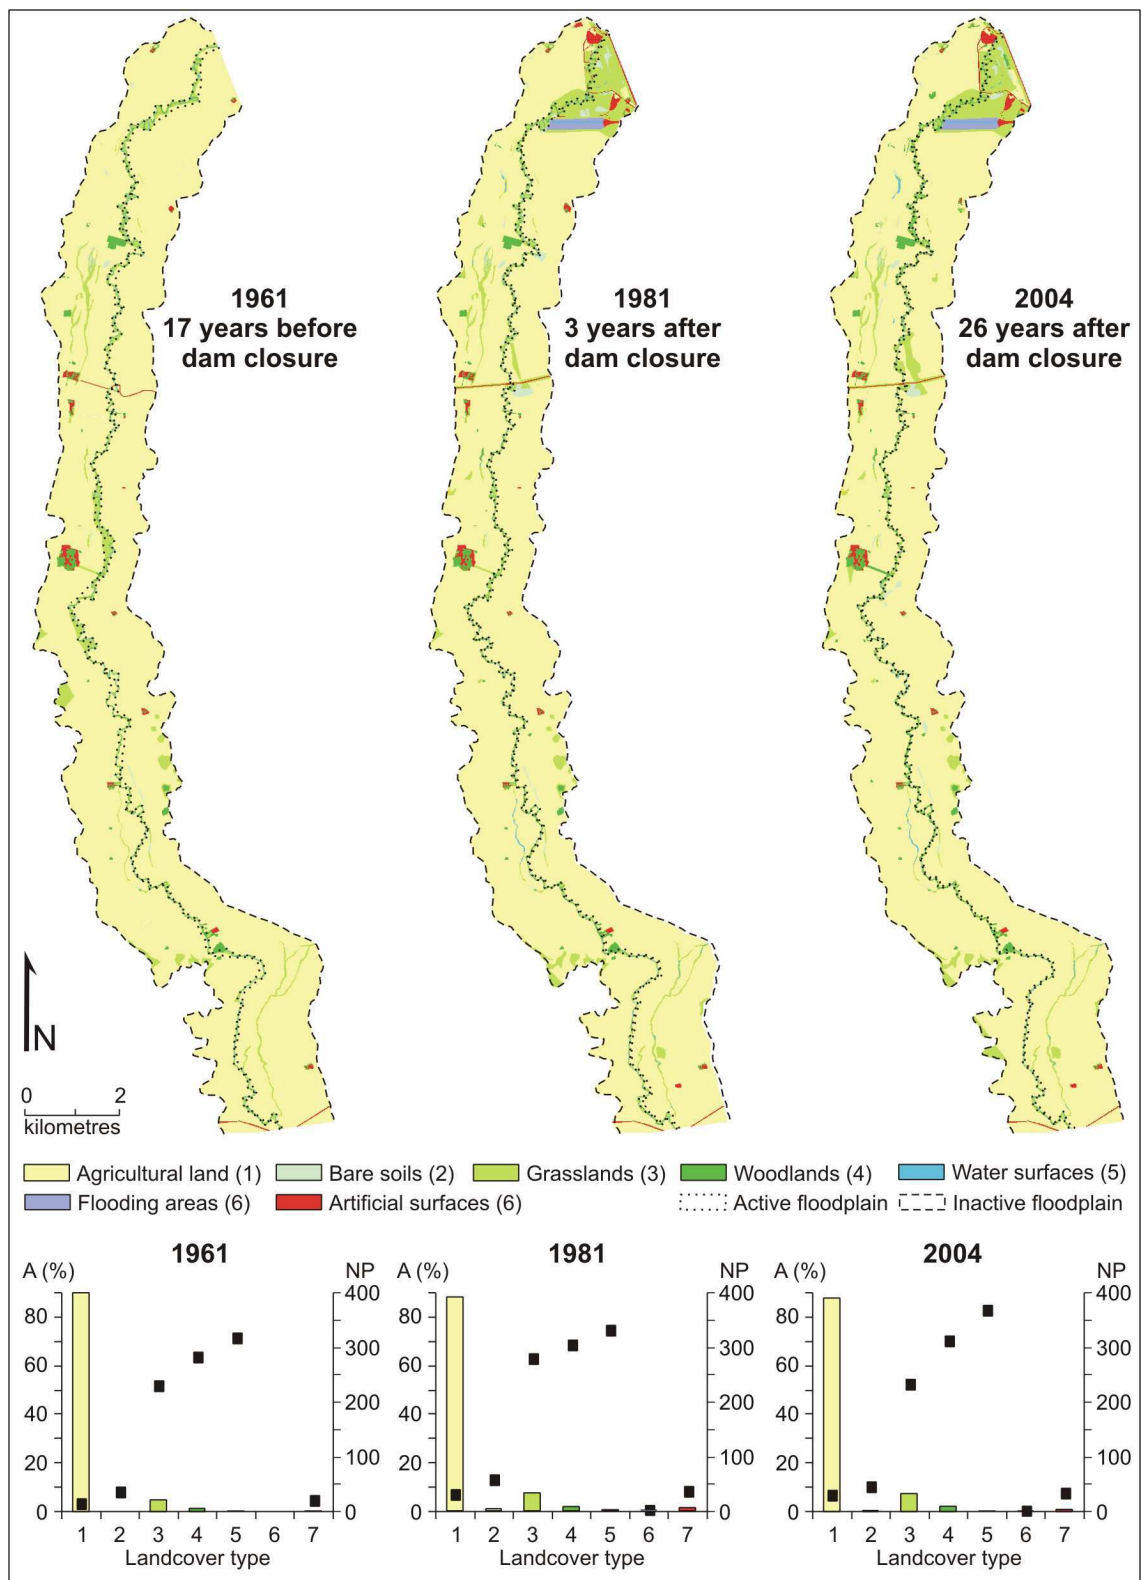 1961
17 years before
dam closure
1981
3 years after
dam closure
2004
26 years after
dam closure
N
0 2
kilometres
Agricultural land (1) Bare soils (2) Grasslands (3) Woodlands (4) Water surfaces (5)
Flooding areas (6) Artificial surfaces (6) Active floodplain Inactive floodplain
1961
A (%) NP
80
60
40
20
0
400
300
200
100
0
1 2 3 4 5 6 7
Landcover type
1981
A (%) NP
80
60
40
20
0
400
300
200
100
0
1 2 3 4 5 6 7
Landcover type
2004
A (%) NP
80
60
40
20
0
400
300
200
100
0
1 2 3 4 5 6 7
Landcover type